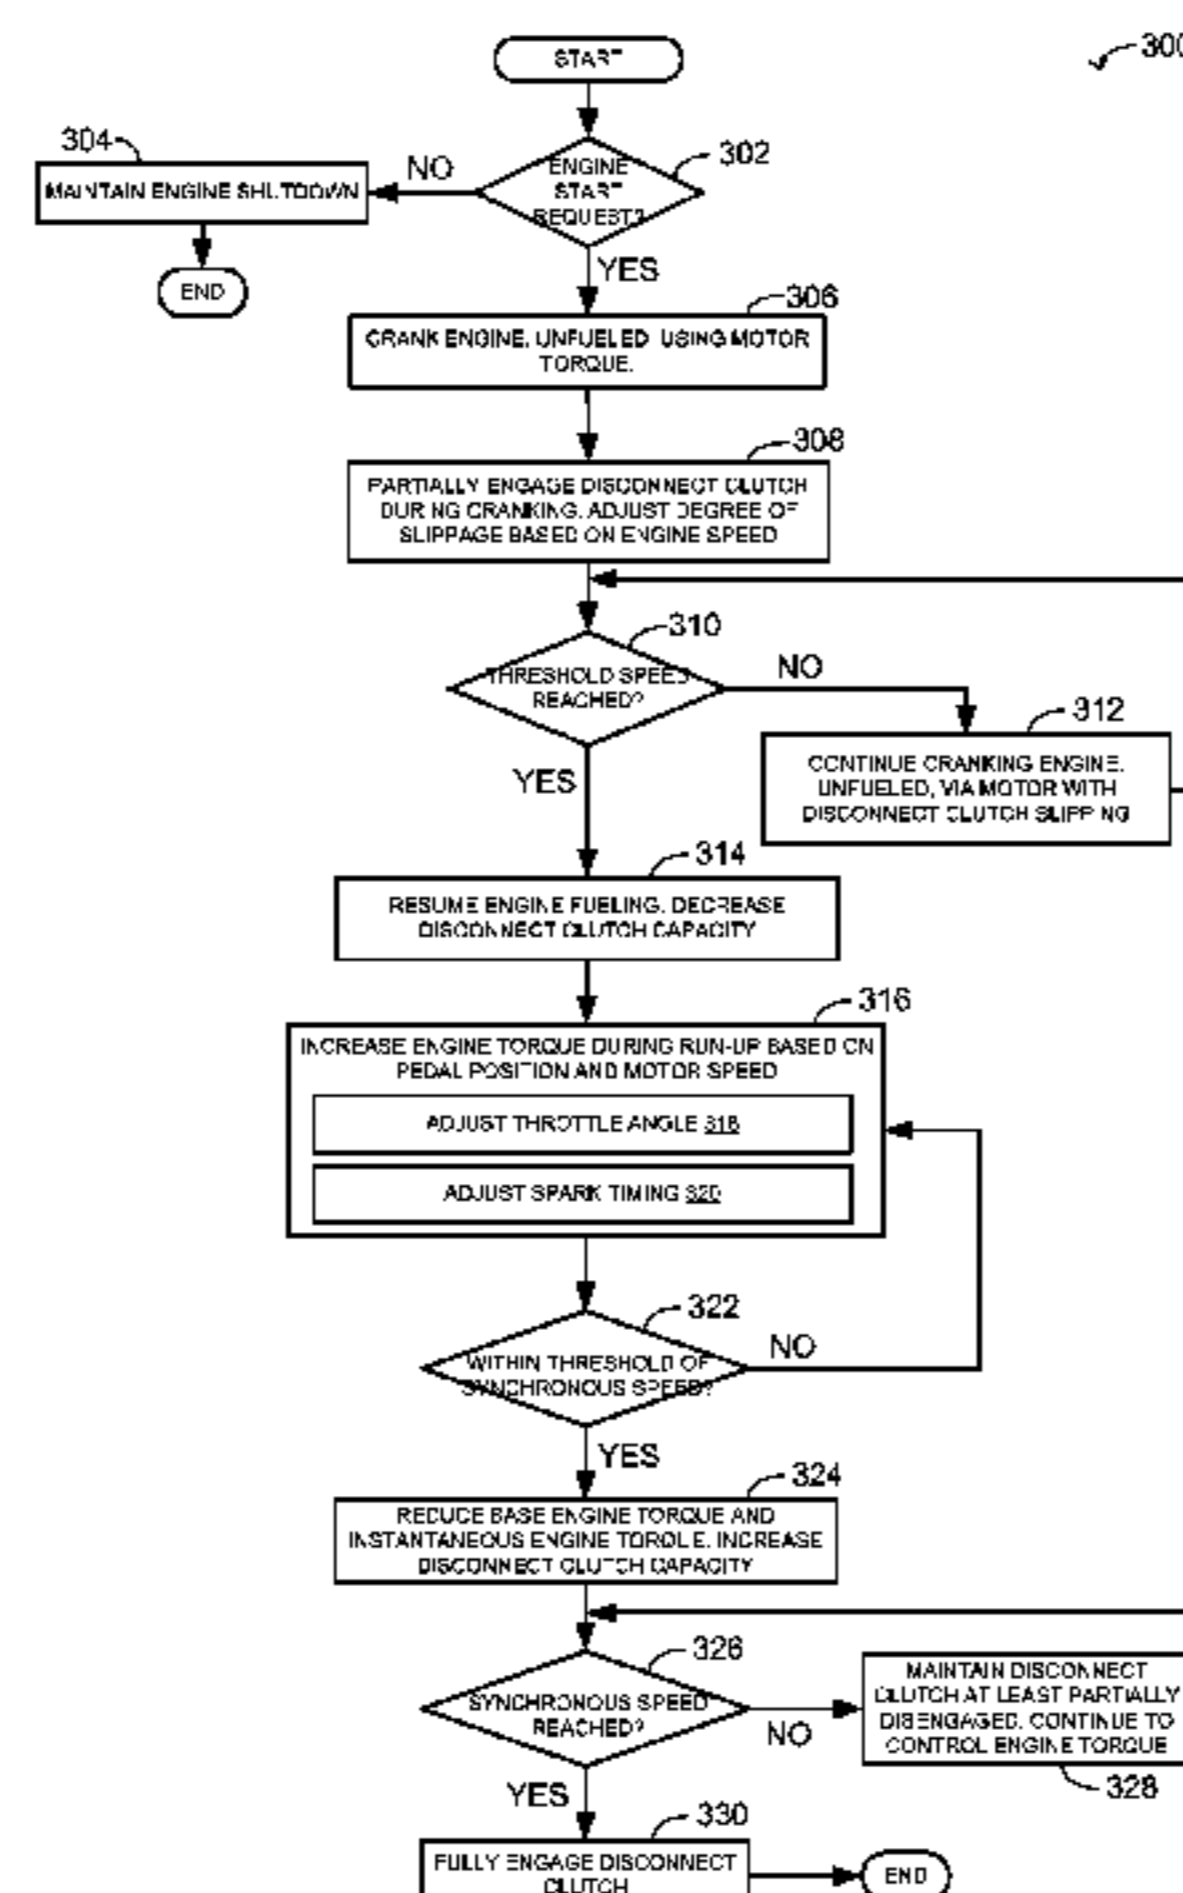 START
300
304
302
NO
ENGINE
START
REQUEST?
MAINTAIN ENGINE SHUTDOWN
END
YES
306
CRANK ENGINE, UNFUELED USING MOTOR
TORQUE.
308
PARTIALLY ENGAGE DISCONNECT CLUTCH
DURING CRANKING. ADJUST DEGREE OF
SLIPPAGE BASED ON ENGINE SPEED
310
THRESHOLD SPEED
REACHED?
NO
312
CONTINUE CRANKING ENGINE,
UNFUELED, VIA MOTOR WITH
DISCONNECT CLUTCH SLIPPING
YES
314
RESUME ENGINE FUELING. DECREASE
DISCONNECT CLUTCH CAPACITY
316
INCREASE ENGINE TORQUE DURING RUN-UP BASED ON
PEDAL POSITION AND MOTOR SPEED
ADJUST THROTTLE ANGLE 318
ADJUST SPARK TIMING 320
322
WITHIN THRESHOLD OF
SYNCHRONOUS SPEED?
NO
YES
324
REDUCE BASE ENGINE TORQUE AND
INSTANTANEOUS ENGINE TORQUE. INCREASE
DISCONNECT CLUTCH CAPACITY
326
SYNCHRONOUS SPEED
REACHED?
NO
MAINTAIN DISCONNECT
CLUTCH AT LEAST PARTIALLY
DISENGAGED. CONTINUE TO
CONTROL ENGINE TORQUE
328
YES
330
FULLY ENGAGE DISCONNECT
CLUTCH
END